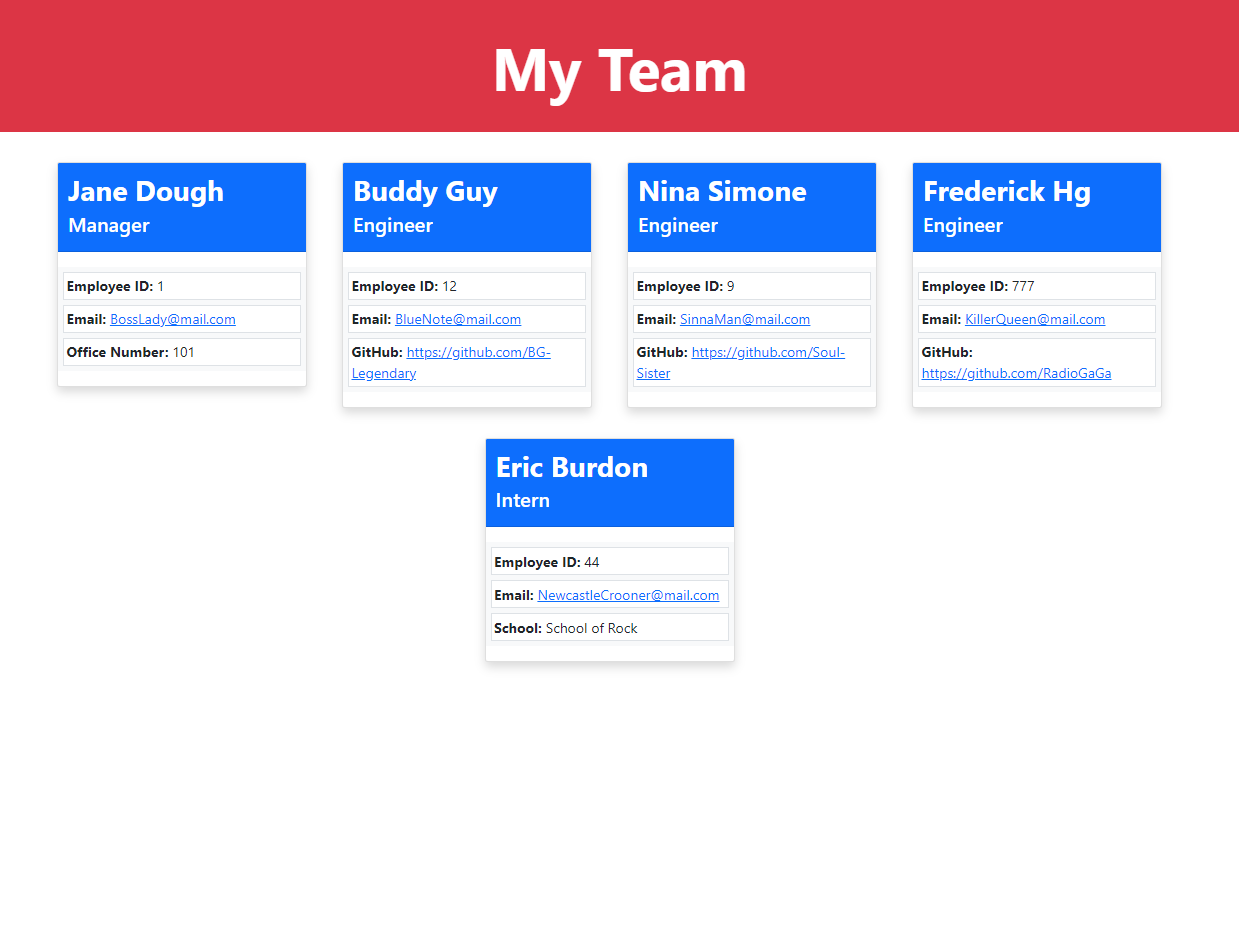 My Team
Jane Dough
Manager
Employee ID: 1
Email: BossLady@mail.com
Office Number: 101
Buddy Guy
Engineer
Employee ID: 12
Email: BlueNote@mail.com
GitHub: https://github.com/BG-
Legendary
Nina Simone
Engineer
Employee ID: 9
Email: SinnaMan@mail.com
GitHub: https://github.com/Soul-
Sister
Frederick Hg
Engineer
Employee ID: 777
Email: KillerQueen@mail.com
GitHub:
https://github.com/RadioGaGa
Eric Burdon
Intern
Employee ID: 44
Email: NewcastleCrooner@mail.com
School: School of Rock